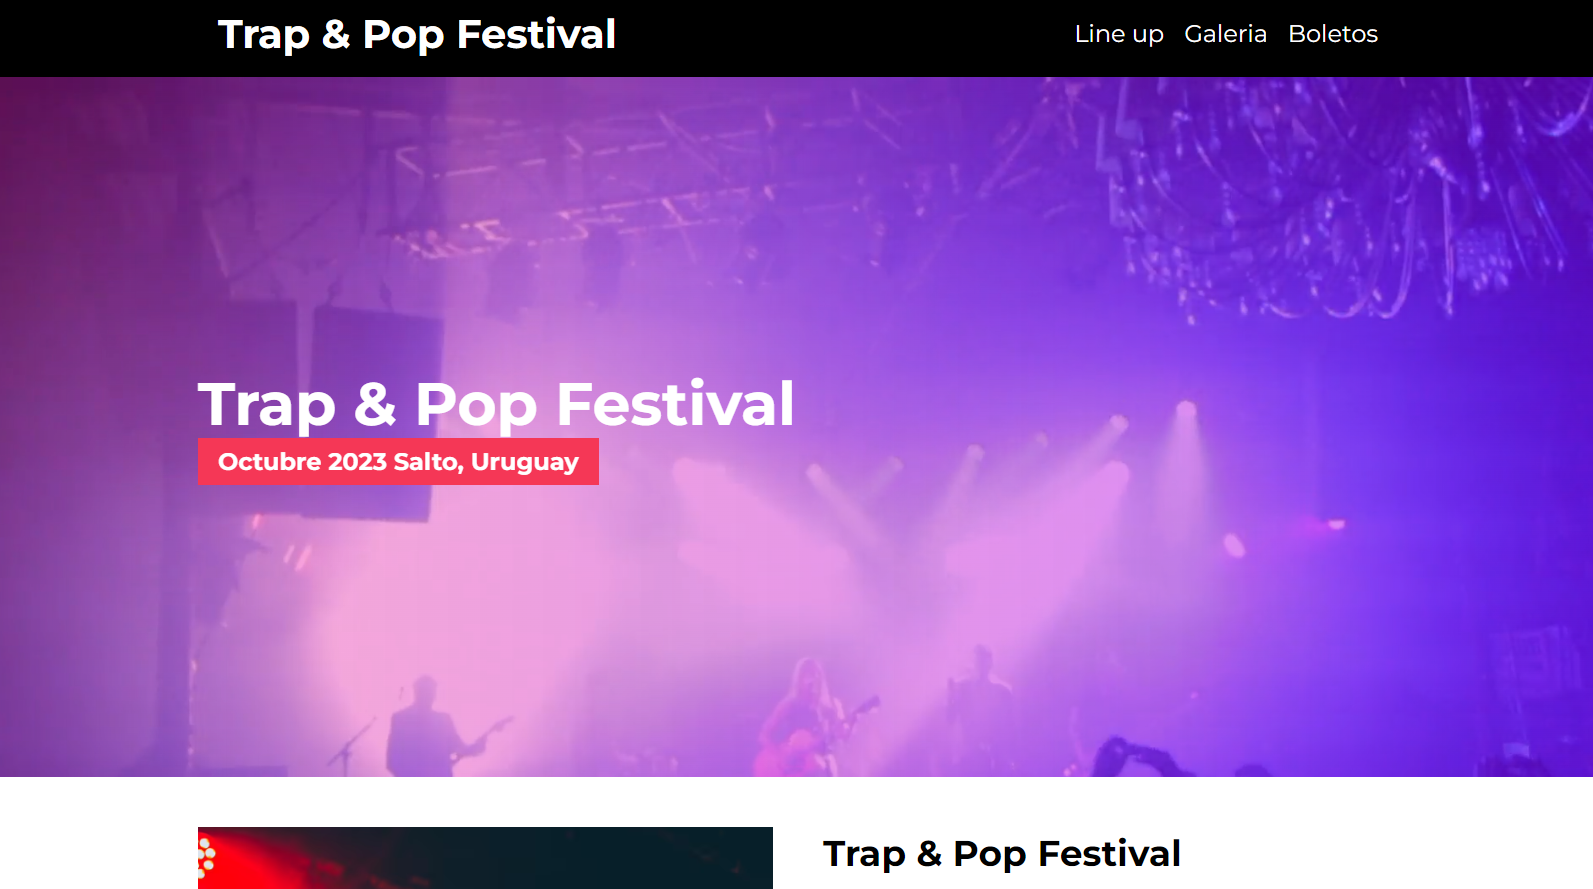 Trap & Pop Festival
Line up Galeria Boletos
Trap & Pop Festival
Octubre 2023 Salto, Uruguay
Trap & Pop Festival